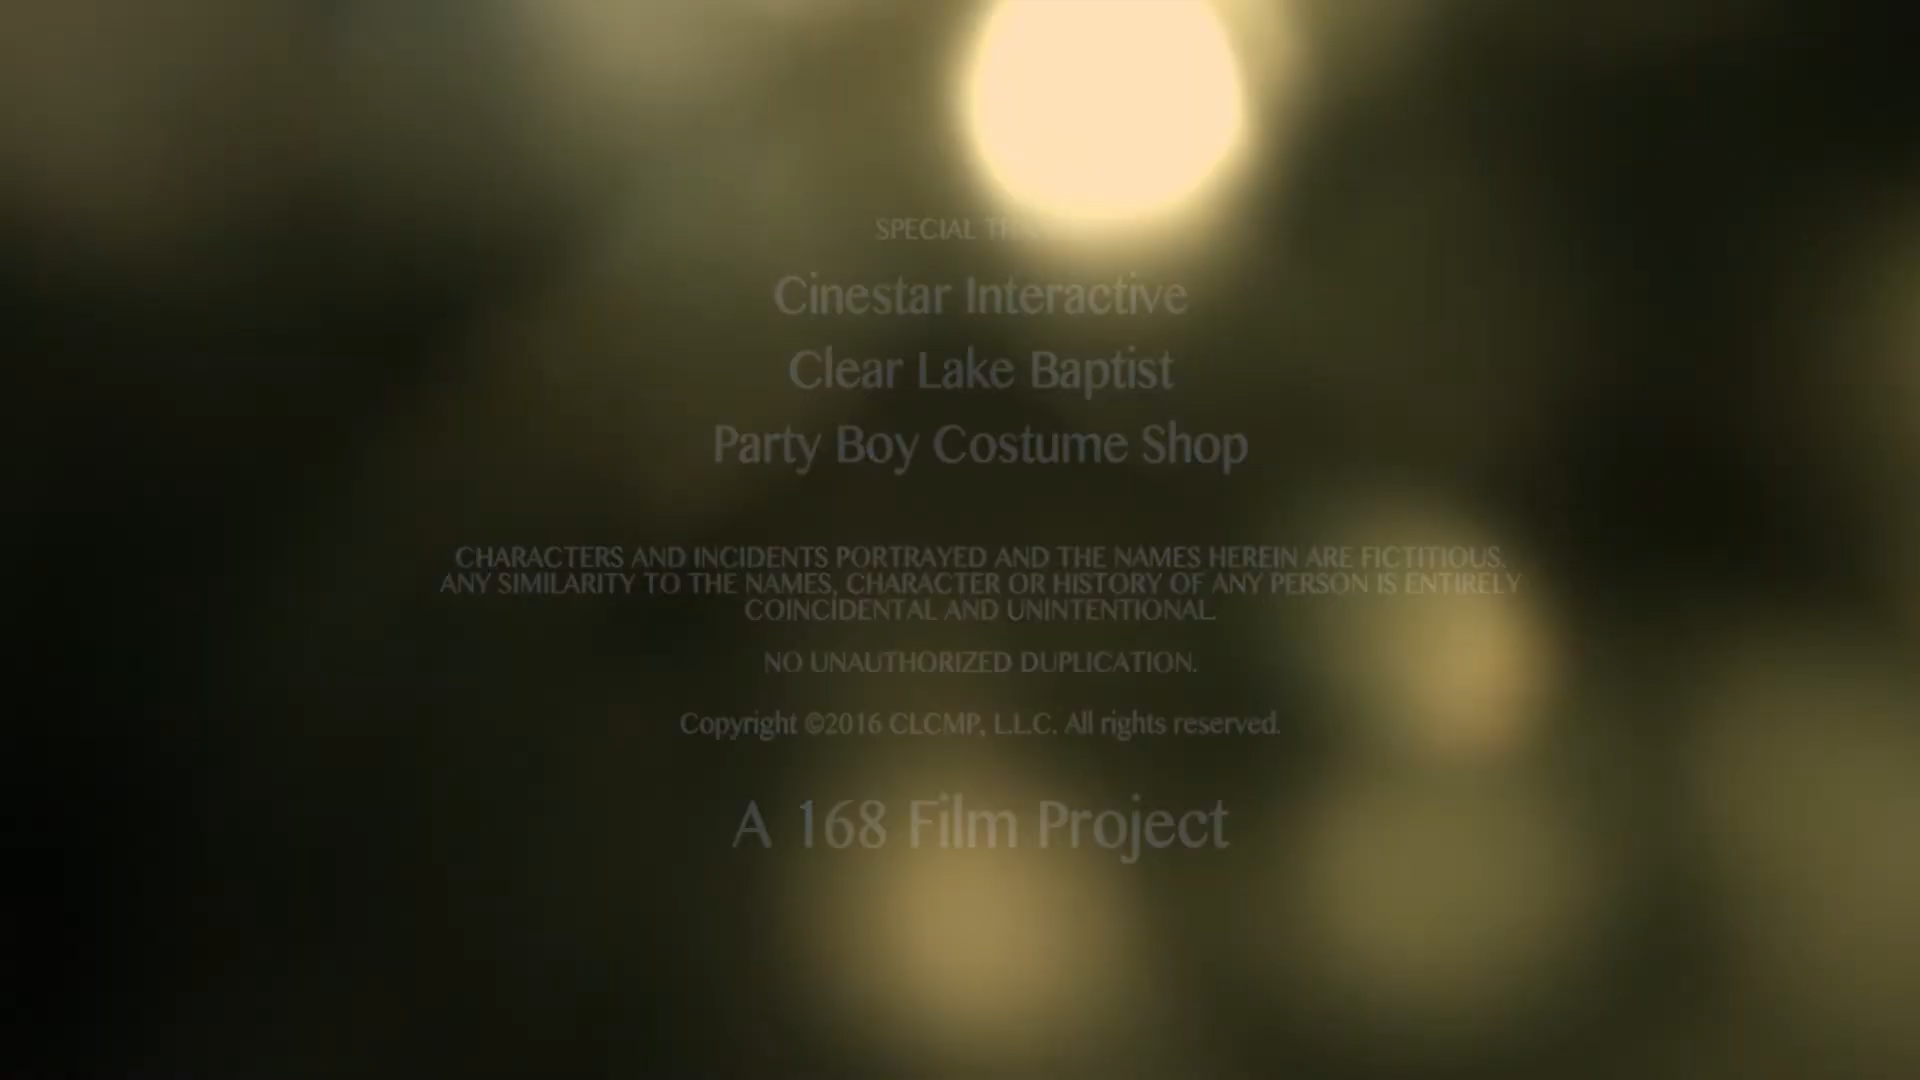 SPECIAL
Cinestar Interactive
Clear Lake Baptist
Party Boy Costume Shop
CHARACTERS AND INCIDENTS PORTRAYED AND THE NAMES HEREIN ARE FICTITIOUS.
ANY SIMILARITY TO THE NAMES, CHARACTER OR HISTORY OF ANY PERSON IS ENTIRELY
COINCIDENTAL AND UNINTENTIONAL.
NO UNAUTHORIZED DUPLICATION.
Copyright ©2016 CLCMP, L.L.C. All rights reserved.
A 168 Film Project